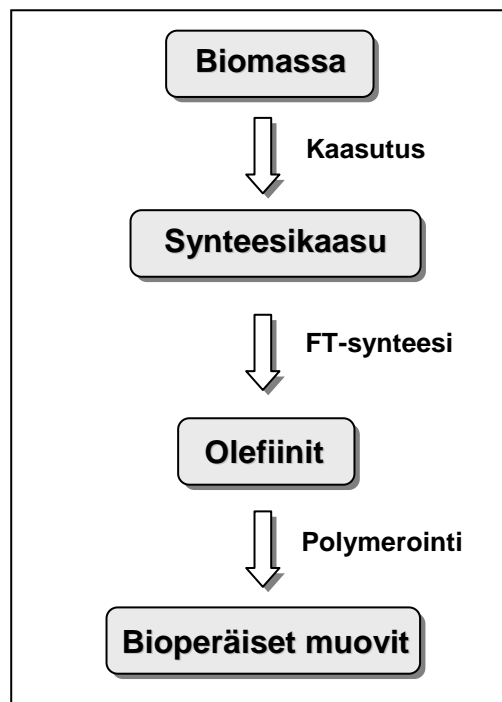 Biomassa
Kaasutus
Synteesikaasu
FT-synteesi
Olefiinit
Polymerointi
Bioperäiset muovit